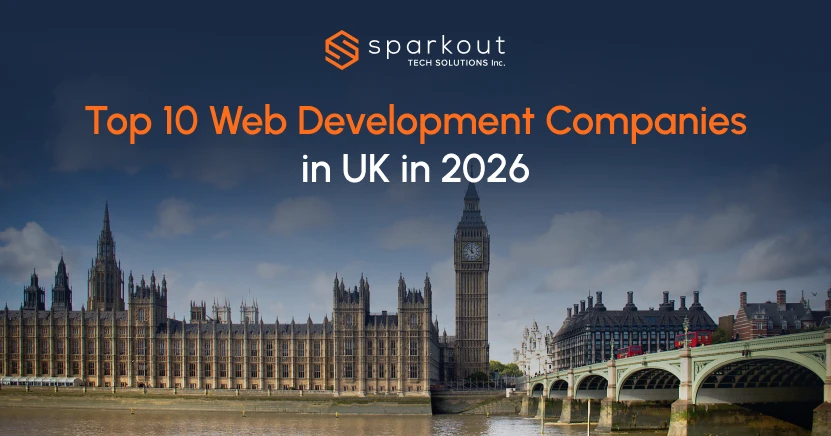 sparkout
TECH SOLUTIONS Inc.
Top 10 Web Development Companies
in UK in 2026